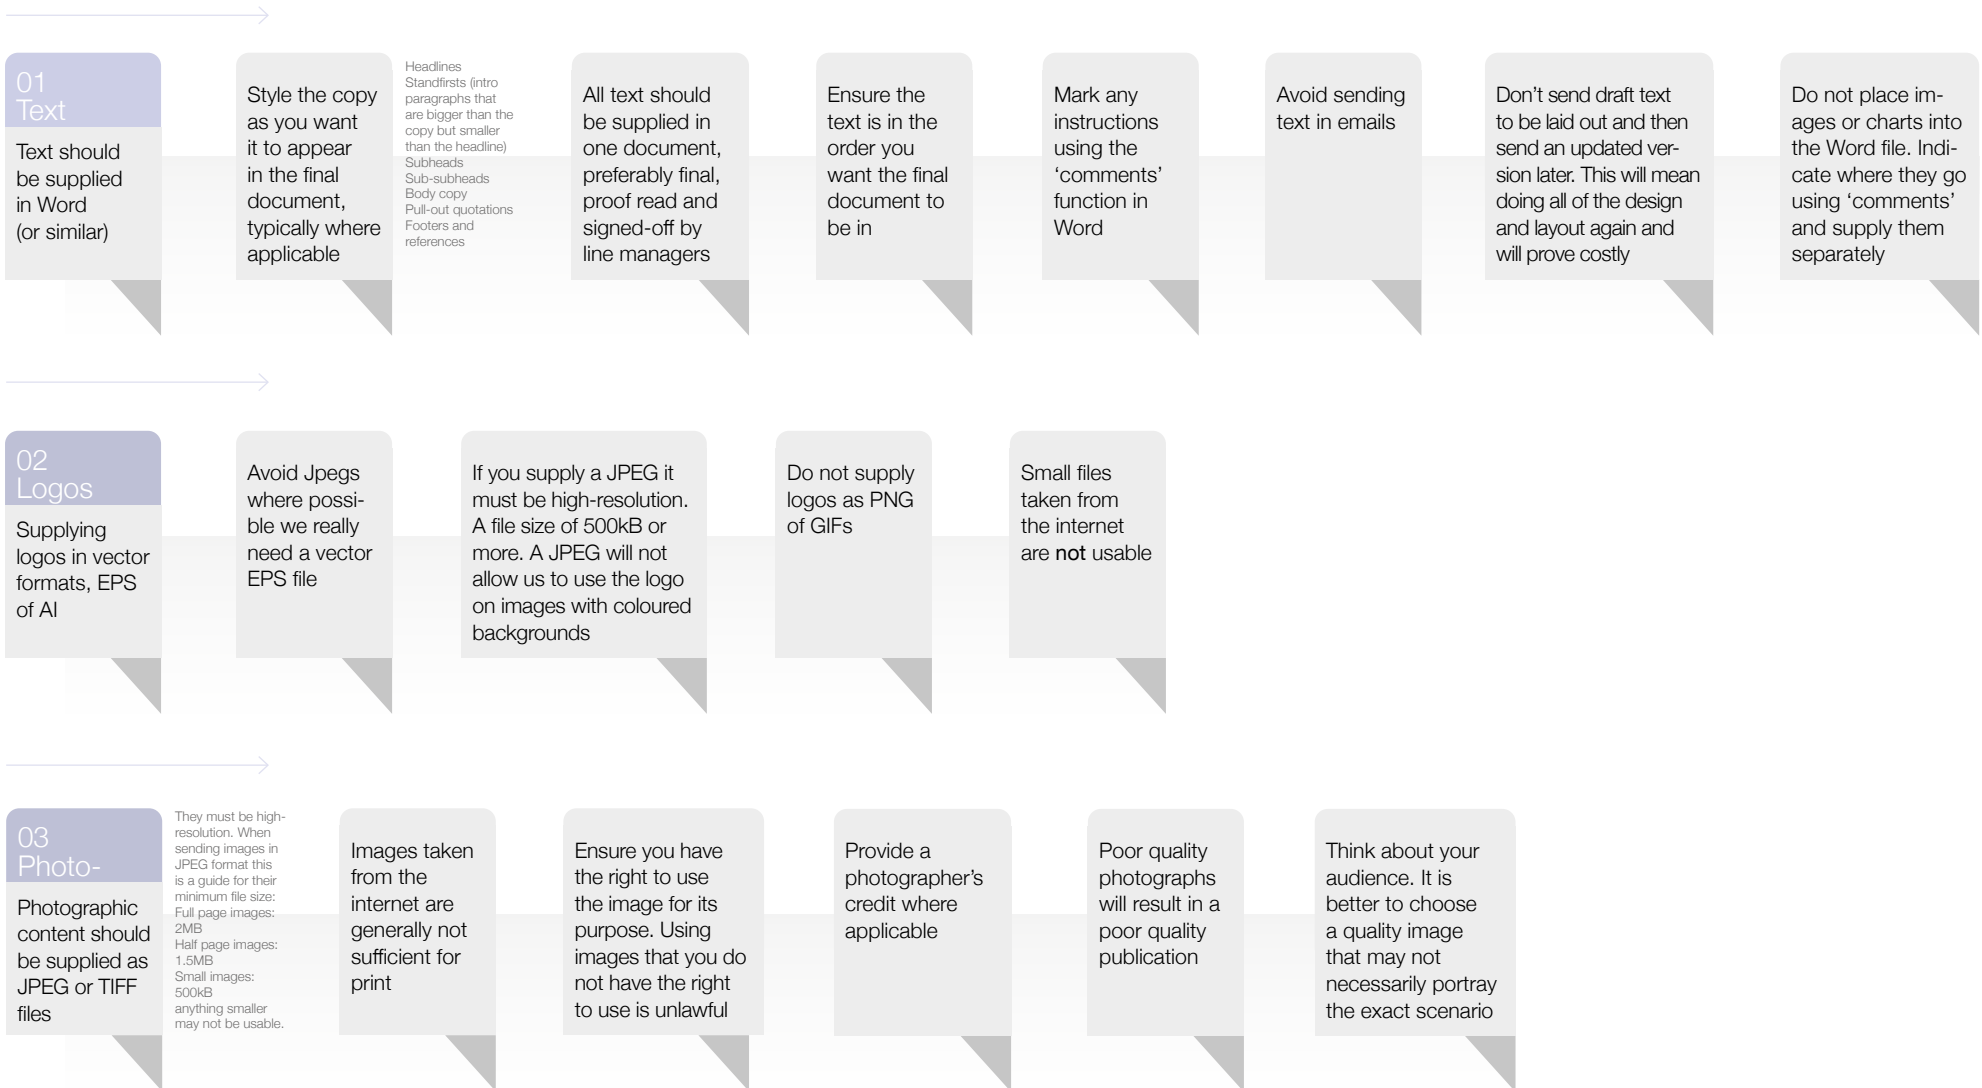 01
Text
Text should
be supplied
in Word
(or similar)
Style the copy
as you want
it to appear
in the final
document,
typically where
applicable
Headlines
Standfirsts (intro
paragraphs that
are bigger than the
copy but smaller
than the headline)
Subheads
Sub-subheads
Body copy
Pull-out quotations
Footers and
references
All text should
be supplied in
one document,
preferably final,
proof read and
signed-off by
line managers
Ensure the
text is in the
order you
want the final
document to
be in
Mark any
instructions
using the
‘comments’
function in
Word
Avoid sending
text in emails
Don’t send draft text
to be laid out and then
send an updated ver-
sion later. This will mean
doing all of the design
and layout again and
will prove costly
Do not place im-
ages or charts into
the Word file. Indi-
cate where they go
using ‘comments’
and supply them
separately
02
Logos
Supplying
logos in vector
formats, EPS
of AI
Avoid Jpegs
where possi-
ble we really
need a vector
EPS file
If you supply a JPEG it
must be high-resolution.
A file size of 500kB or
more. A JPEG will not
allow us to use the logo
on images with coloured
backgrounds
Do not supply
logos as PNG
of GIFs
Small files
taken from
the internet
are not usable
03
Photo-
Photographic
content should
be supplied as
JPEG or TIFF
files
They must be high-
resolution. When
sending images in
JPEG format this
is a guide for their
minimum file size:
Full page images:
2MB
Half page images:
1.5MB
Small images:
500kB
anything smaller
may not be usable.
Images taken
from the
internet are
generally not
sufficient for
print
Ensure you have
the right to use
the image for its
purpose. Using
images that you do
not have the right
to use is unlawful
Provide a
photographer’s
credit where
applicable
Poor quality
photographs
will result in a
poor quality
publication
Think about your
audience. It is
better to choose
a quality image
that may not
necessarily portray
the exact scenario